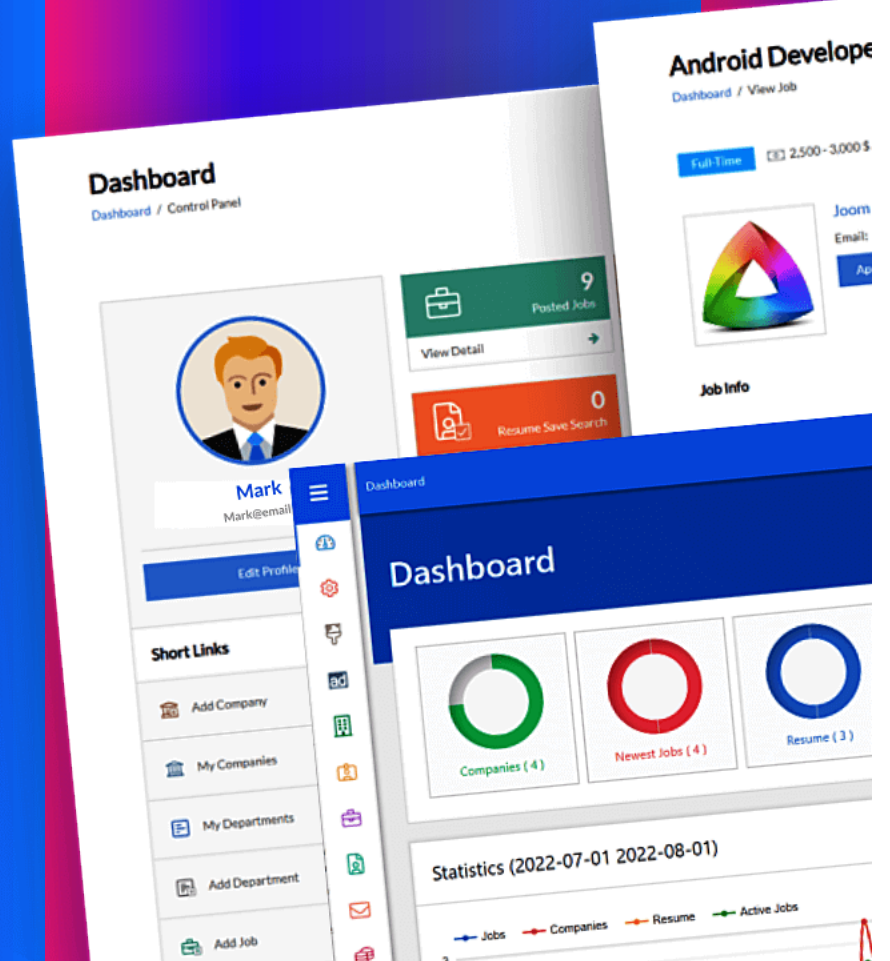 Dashboard
Dashboard / Control Panel
9
Posted Jobs
View Detail
0
Resume Save Search
Mark
Mark@email
Edit Profile
Short Links
Add Company
My Companies
My Departments
Add Department
Add Job
Android Develope
Dashboard / View Job
Full-Time
2,500 - 3,000 $
Joom
Email:
Ap
Job Info
Dashboard
Dashboard
ad
Companies ( 4 )
Newest Jobs ( 4 )
Resume ( 3 )
Statistics (2022-07-01 2022-08-01)
Jobs Companies Resume Active Jobs